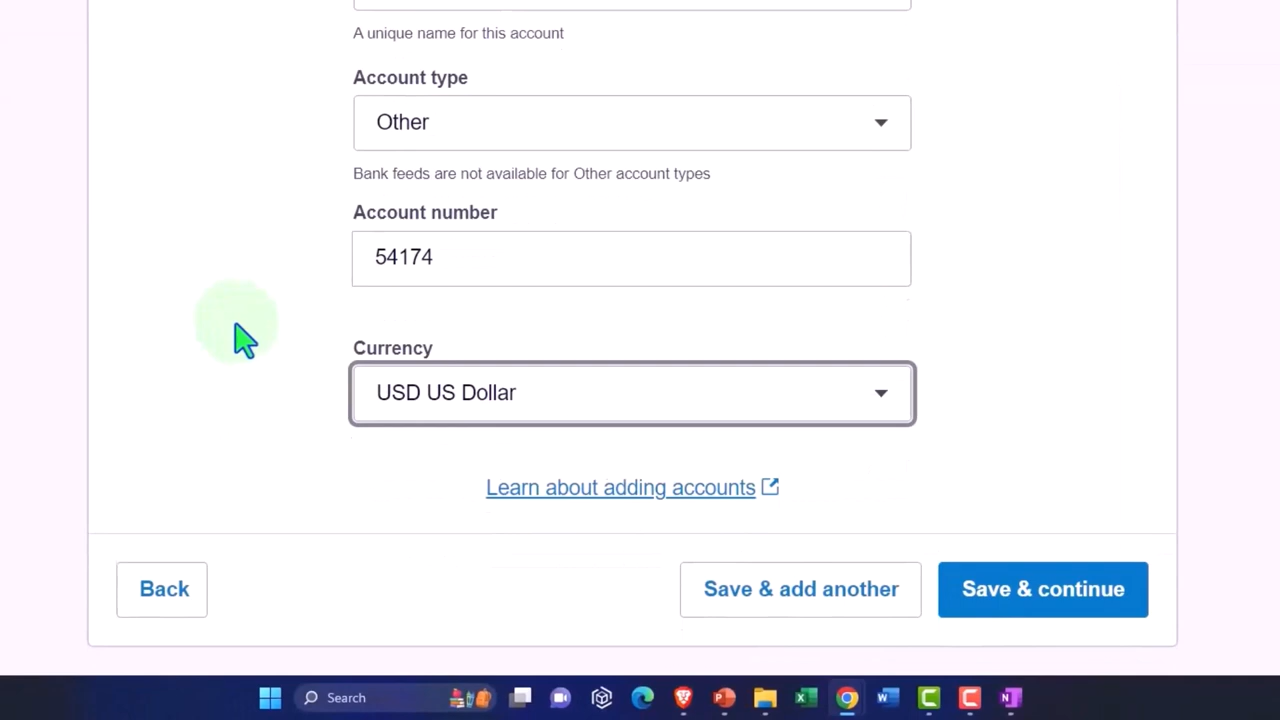 A unique name for this account
Account type
Other
Bank feeds are not available for Other account types
Account number
54174
Currency
USD US Dollar
Learn about adding accounts
Back
Save & add another
Save & continue
Search